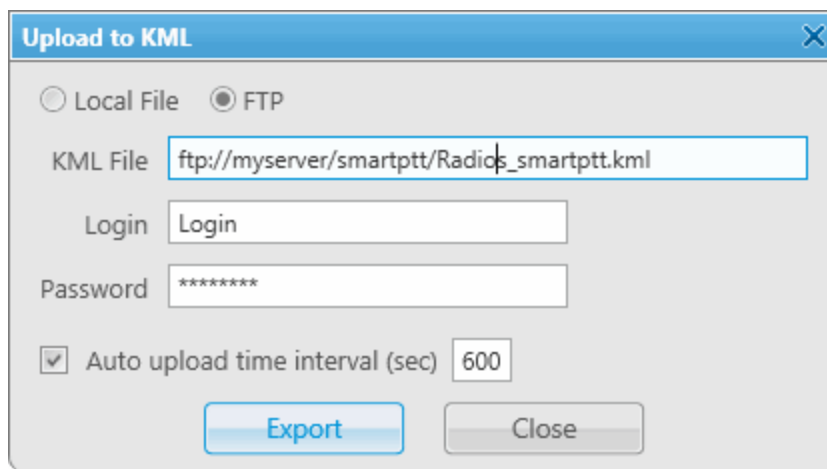 Upload to KML
Local File FTP
KML File ftp://myserver/smartptt/Radios_smartptt.kml
Login Login
Password ********
Auto upload time interval (sec) 600
Export Close